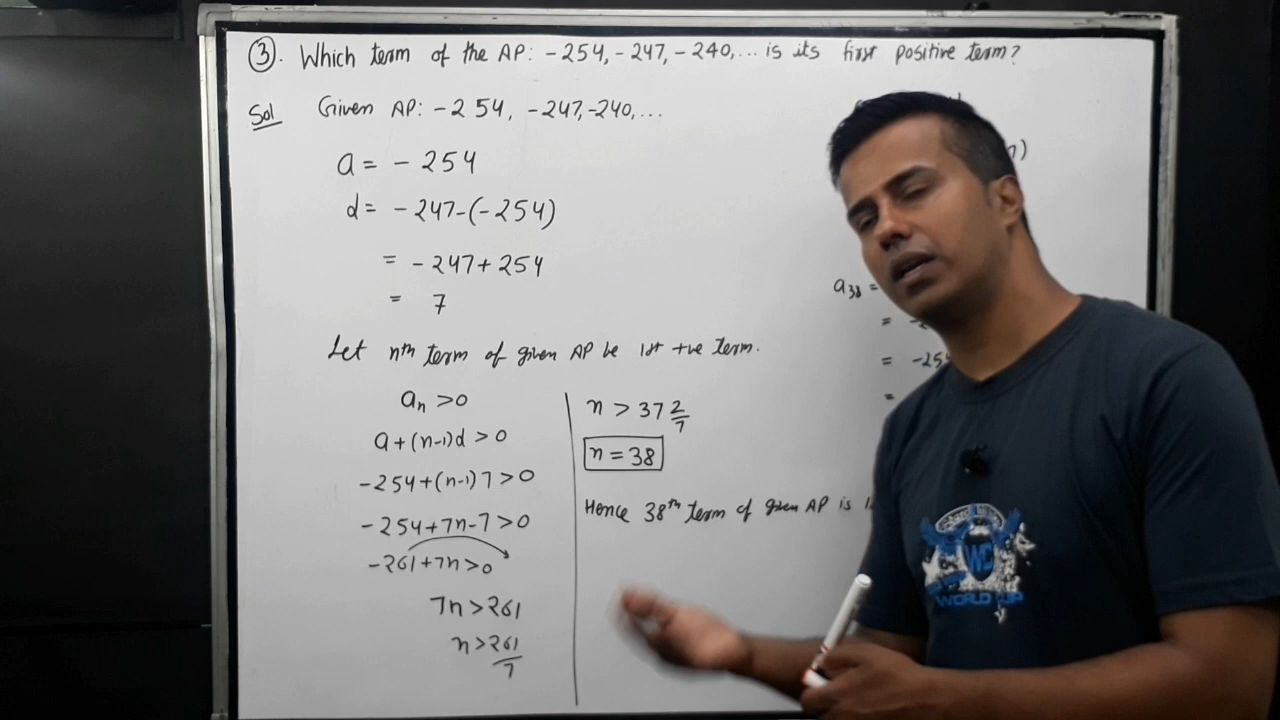 ③. Which term of the AP: -254, -247, -240, ... is its first positive term?
Sol Given AP: -254, -247, -240, ...
a = -254
d = -247-(-254)
= -247+254
= 7
Let nth term of given AP be 1st +ve term.
an >0
a+(n-1)d >0
-254+(n-1)7 >0
-254+7n-7 >0
-261+7n >0
7n >261
n > 261/7
n > 37 2/7
n = 38
Hence 38th term of given AP is
a38 =
= -2
= -254
=
WC
WORLD CUP